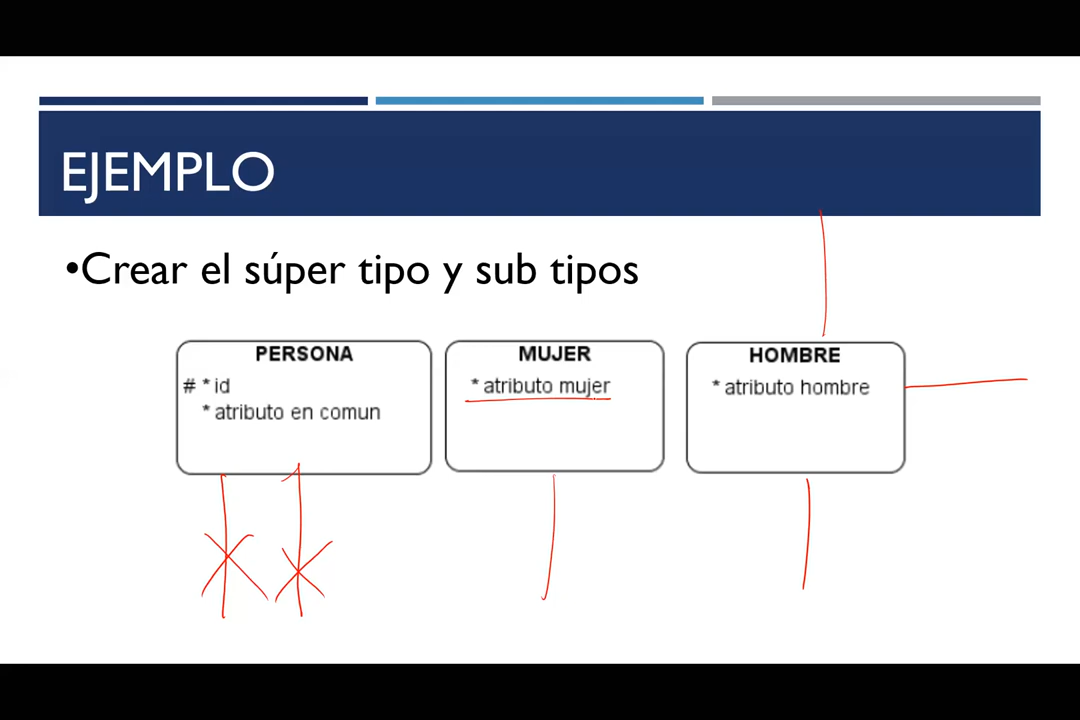 EJEMPLO
•Crear el súper tipo y sub tipos
PERSONA
# * id
* atributo en comun
MUJER
* atributo mujer
HOMBRE
* atributo hombre